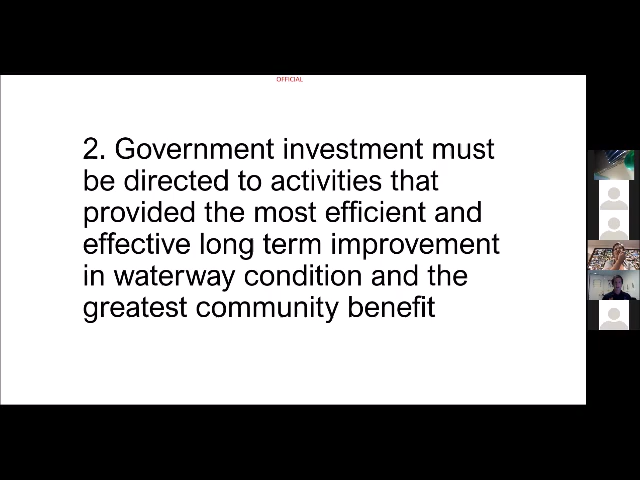 OFFICIAL
2. Government investment must
be directed to activities that
provided the most efficient and
effective long term improvement
in waterway condition and the
greatest community benefit